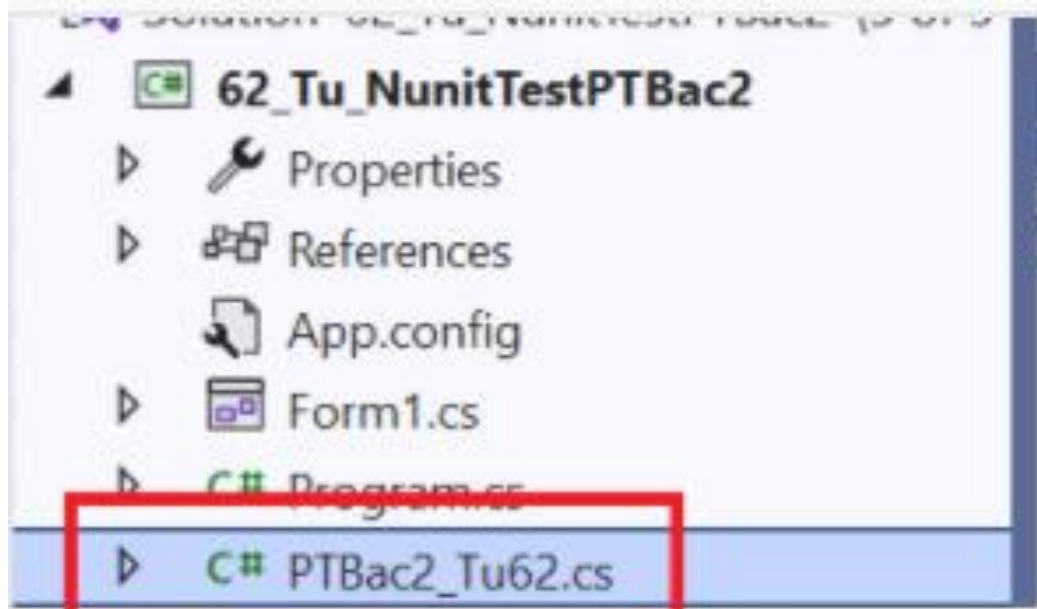 62_Tu_NunitTestPTBac2
Properties
References
App.config
Form1.cs
C# Program.cs
C# PTBac2_Tu62.cs